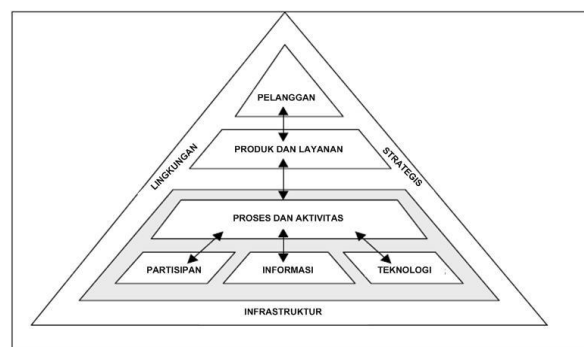 PELANGGAN
PRODUK DAN LAYANAN
LINGKUNGAN
STRATEGIS
PROSES DAN AKTIVITAS
PARTISIPAN
INFORMASI
TEKNOLOGI
INFRASTRUKTUR